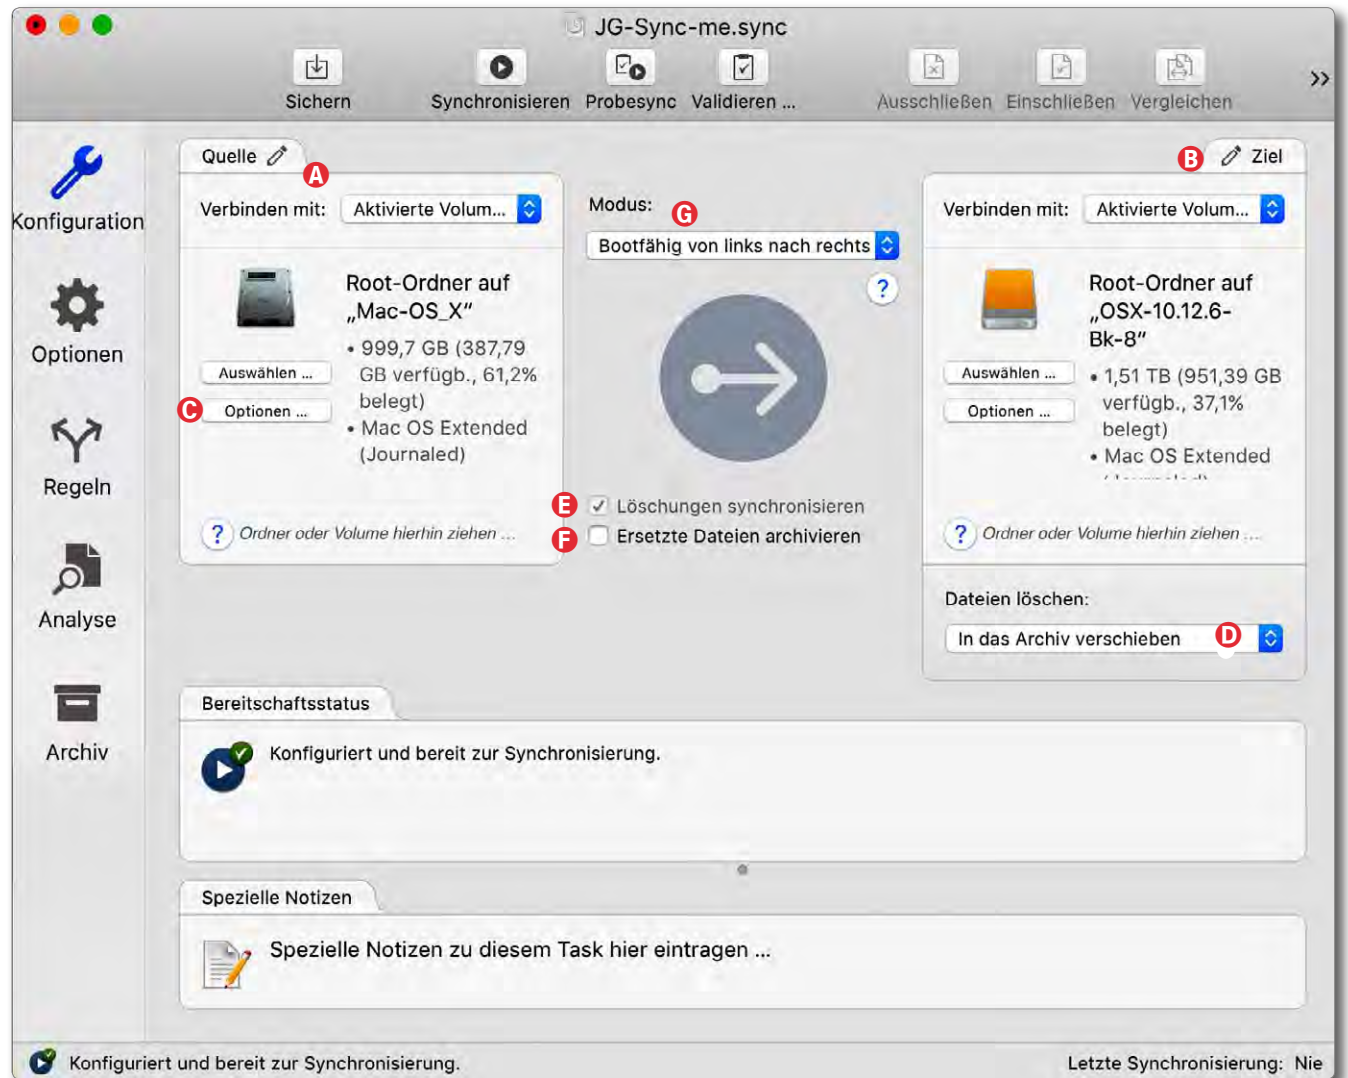 JG-Sync-me.sync
Sichern
Synchronisieren
Probesync
Validieren ...
Ausschließen
Einschließen
Vergleichen
>>
Konfiguration
Optionen
Regeln
Analyse
Archiv
Quelle
A
Verbinden mit: Aktivierte Volum...
Root-Ordner auf
„Mac-OS_X“
• 999,7 GB (387,79
GB verfügb., 61,2%
belegt)
• Mac OS Extended
(Journaled)
Auswählen ...
C
Optionen ...
? Ordner oder Volume hierhin ziehen ...
Modus:
G
Bootfähig von links nach rechts
?
E
Löschungen synchronisieren
F
Ersetzte Dateien archivieren
B
Ziel
Verbinden mit: Aktivierte Volum...
Root-Ordner auf
„OSX-10.12.6-
Bk-8“
• 1,51 TB (951,39 GB
verfügb., 37,1%
belegt)
• Mac OS Extended
Auswählen ...
Optionen ...
? Ordner oder Volume hierhin ziehen ...
Dateien löschen:
In das Archiv verschieben
D
Bereitschaftsstatus
Konfiguriert und bereit zur Synchronisierung.
Spezielle Notizen
Spezielle Notizen zu diesem Task hier eintragen ...
Konfiguriert und bereit zur Synchronisierung.
Letzte Synchronisierung: Nie